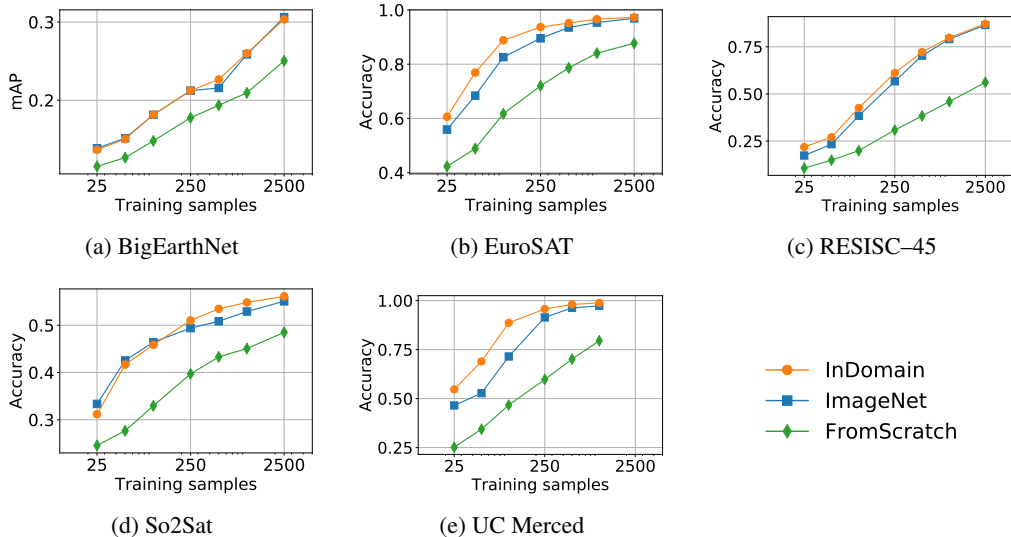 0.3
0.2
mAP
25
250
2500
Training samples
(a) BigEarthNet
1.0
0.8
0.6
0.4
Accuracy
25
250
2500
Training samples
(b) EuroSAT
0.75
0.50
0.25
Accuracy
25
250
2500
Training samples
(c) RESISC–45
0.5
0.4
0.3
Accuracy
25
250
2500
Training samples
(d) So2Sat
1.00
0.75
0.50
0.25
Accuracy
25
250
2500
Training samples
(e) UC Merced
InDomain
ImageNet
FromScratch